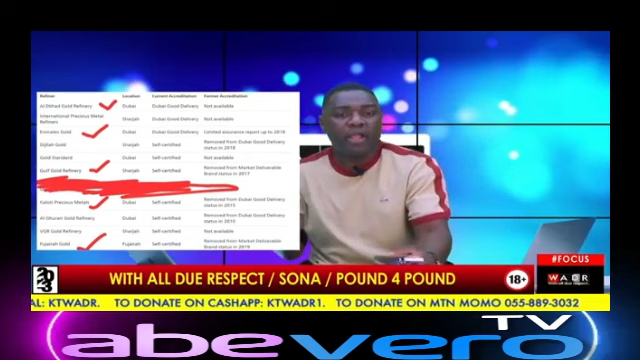 Refiner Location Current Accreditation Former Accreditation
Al Etihad Gold Refinery Dubai Dubai Good Delivery Not available
International Precious Metal Refiners Sharjah Dubai Good Delivery Not available
Emirates Gold Dubai Dubai Good Delivery Limited assurance report up to 2018
Sharjah Self-certified Removed from Dubai Good Delivery status in 2018
Gold Standard Dubai Self-certified Not available
Gulf Gold Refinery Sharjah Self-certified Removed from Market Deliverable Brand status in 2017
Kaloti Precious Metals Dubai Self-certified Removed from Dubai Good Delivery status in 2015
Al Ghurair Gold Refinery Dubai Self-certified Removed from Dubai Good Delivery status in
VGR Gold Refinery Sharjah Self-certified Not available
Fujairah Gold Fujairah Self-certified Removed from Market Deliverable Brand status in 2019
#FOCUS
WITH ALL DUE RESPECT / SONA / POUND 4 POUND
18+
AL: KTWADR. TO DONATE ON CASHAPP: KTWADR1. TO DONATE ON MTN MOMO 055-889-3032
TV
abevero